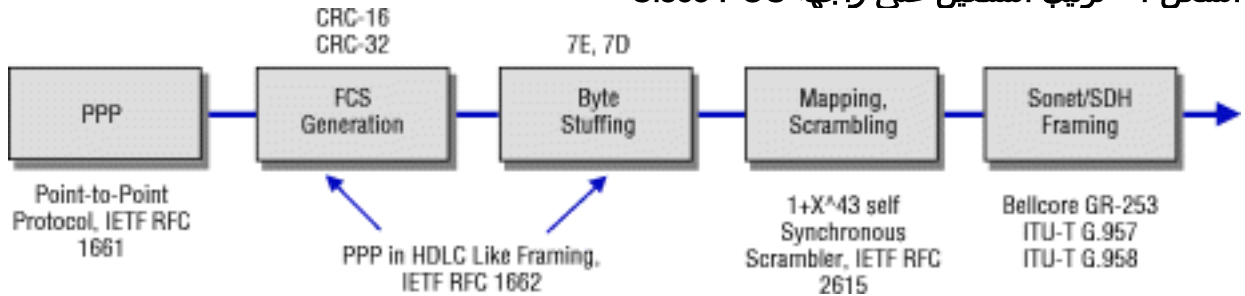 CRC-16
CRC-32
7E, 7D
PPP
FCS
Generation
Byte
Stuffing
Mapping,
Scrambling
Sonet/SDH
Framing
Point-to-Point
Protocol, IETF RFC
1661
PPP in HDLC Like Framing,
IETF RFC 1662
1+X^43 self
Synchronous
Scrambler, IETF RFC
2615
Bellcore GR-253
ITU-T G.957
ITU-T G.958